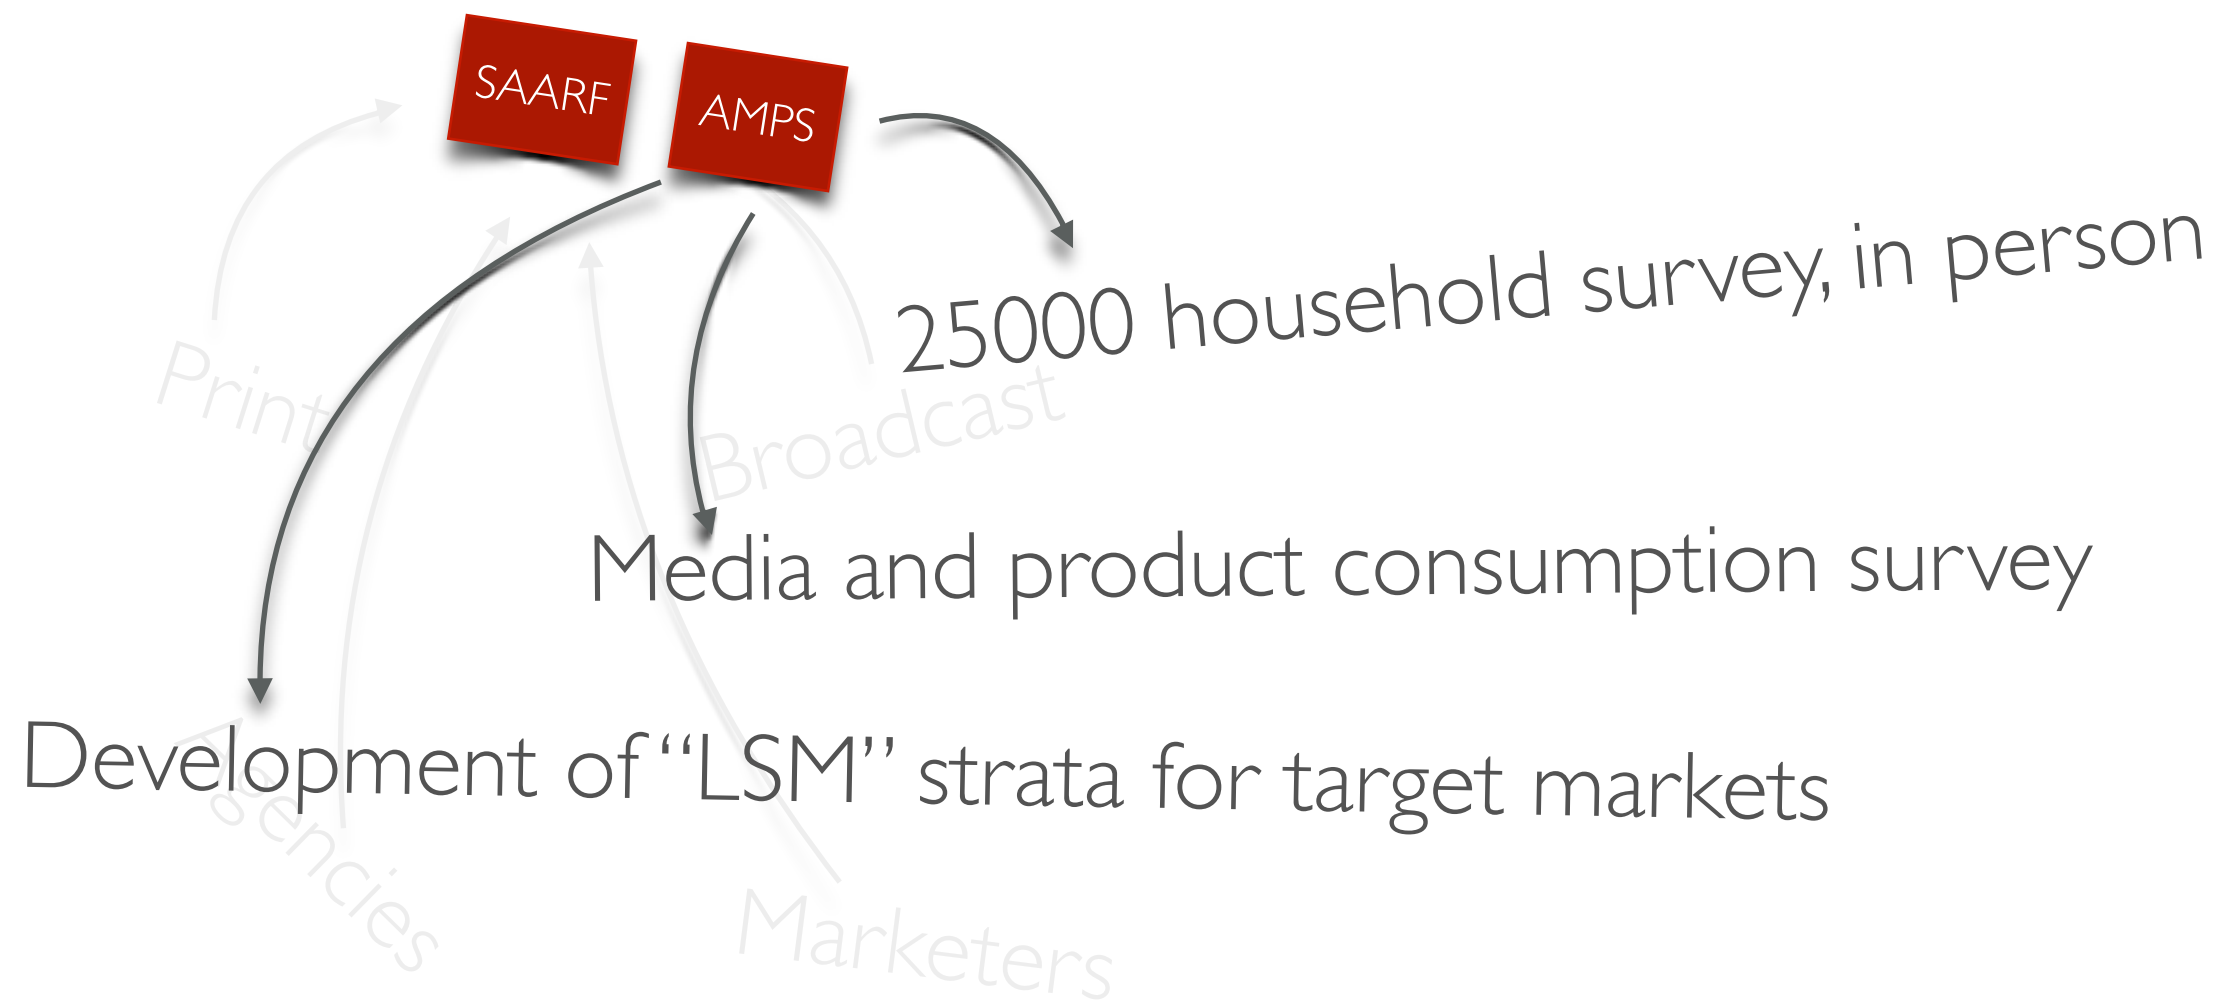 SAARF
AMPS
25000 household survey, in person
Print
Broadcast
Media and product consumption survey
Development of “LSM” strata for target markets
Agencies
Marketers